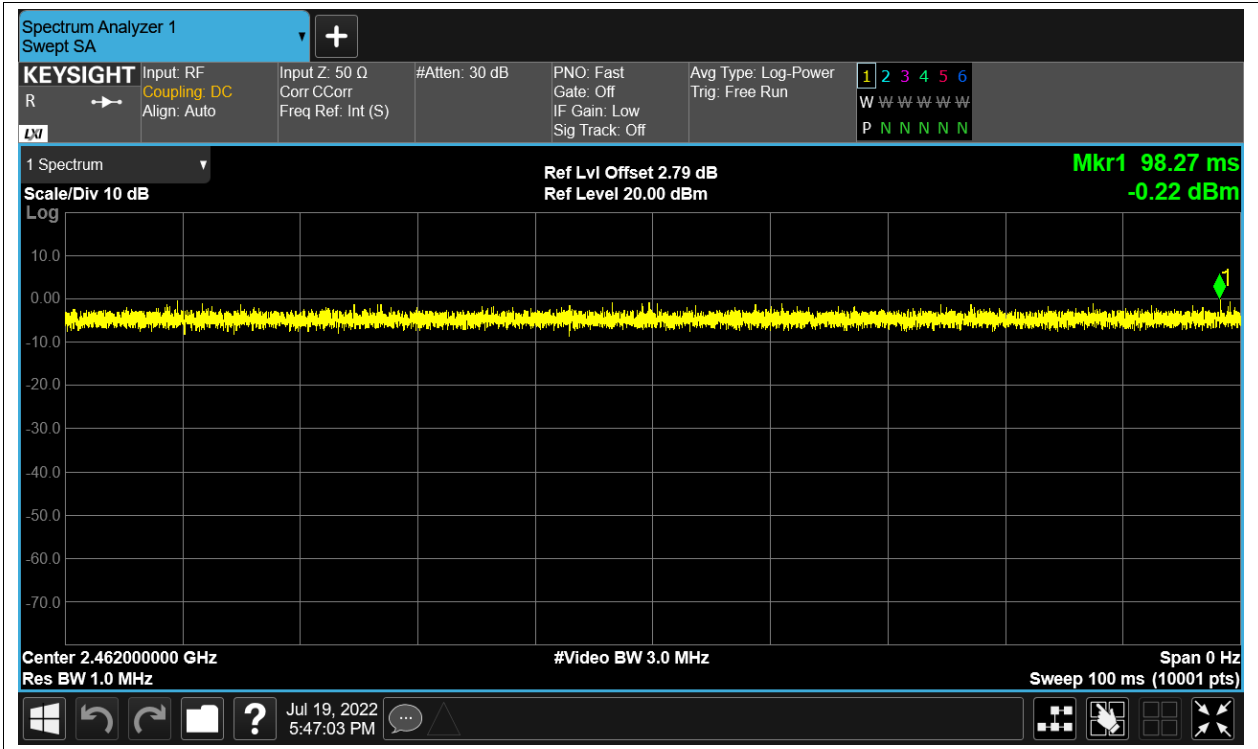 Spectrum Analyzer 1
Swept SA
KEYSIGHT
R
LXI
Input: RF
Coupling: DC
Align: Auto
Input Z: 50 Ω
Corr CCorr
Freq Ref: Int (S)
#Atten: 30 dB
PNO: Fast
Gate: Off
IF Gain: Low
Sig Track: Off
Avg Type: Log-Power
Trig: Free Run
1 2 3 4 5 6
W W W W W W
P N N N N N
1 Spectrum
Scale/Div 10 dB
Ref Lvl Offset 2.79 dB
Ref Level 20.00 dBm
Mkr1 98.27 ms
-0.22 dBm
Log
10.0
0.00
-10.0
-20.0
-30.0
-40.0
-50.0
-60.0
-70.0
1
Center 2.462000000 GHz
Res BW 1.0 MHz
#Video BW 3.0 MHz
Span 0 Hz
Sweep 100 ms (10001 pts)
?
Jul 19, 2022
5:47:03 PM